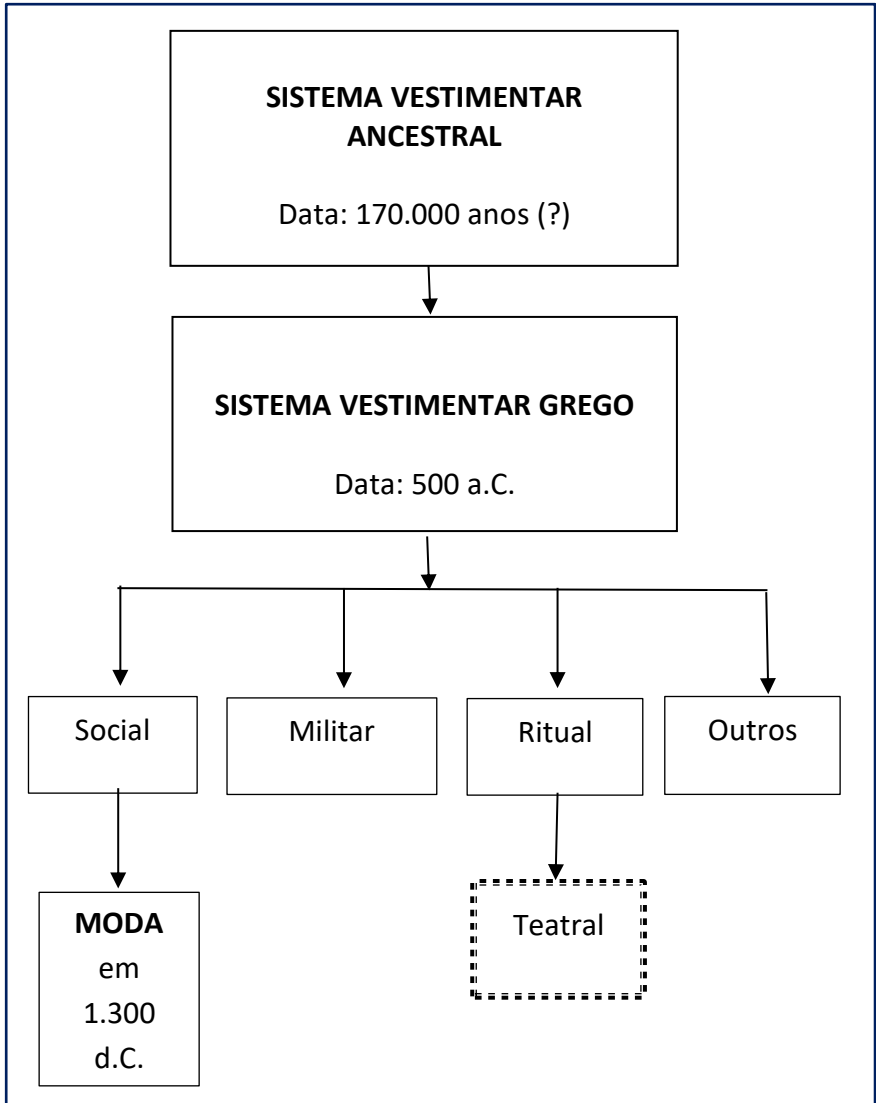 SISTEMA VESTIMENTAR
ANCESTRAL
Data: 170.000 anos (?)
SISTEMA VESTIMENTAR GREGO
Data: 500 a.C.
Social
Militar
Ritual
Outros
MODA
em
1.300
d.C.
Teatral